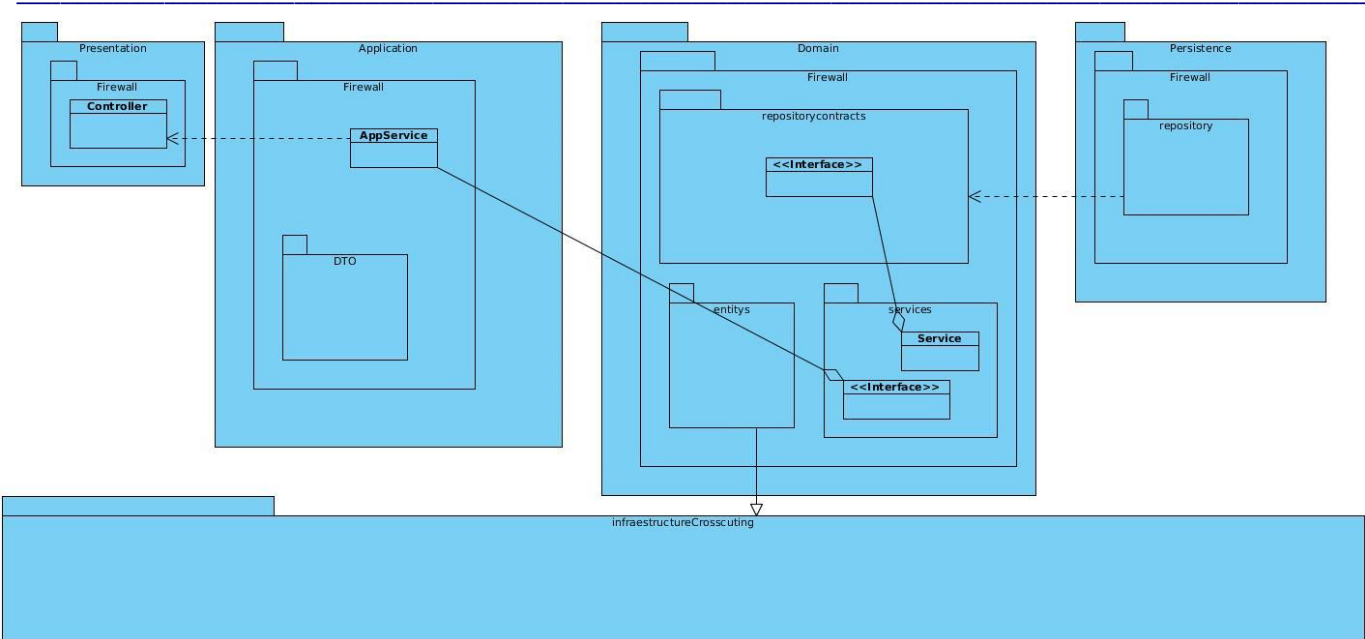 Presentation
Firewall
Controller
Application
Firewall
AppService
DTO
Domain
Firewall
repositorycontracts
<<Interface>>
entitys
services
Service
<<Interface>>
Persistence
Firewall
repository
infraestructureCrosscuting